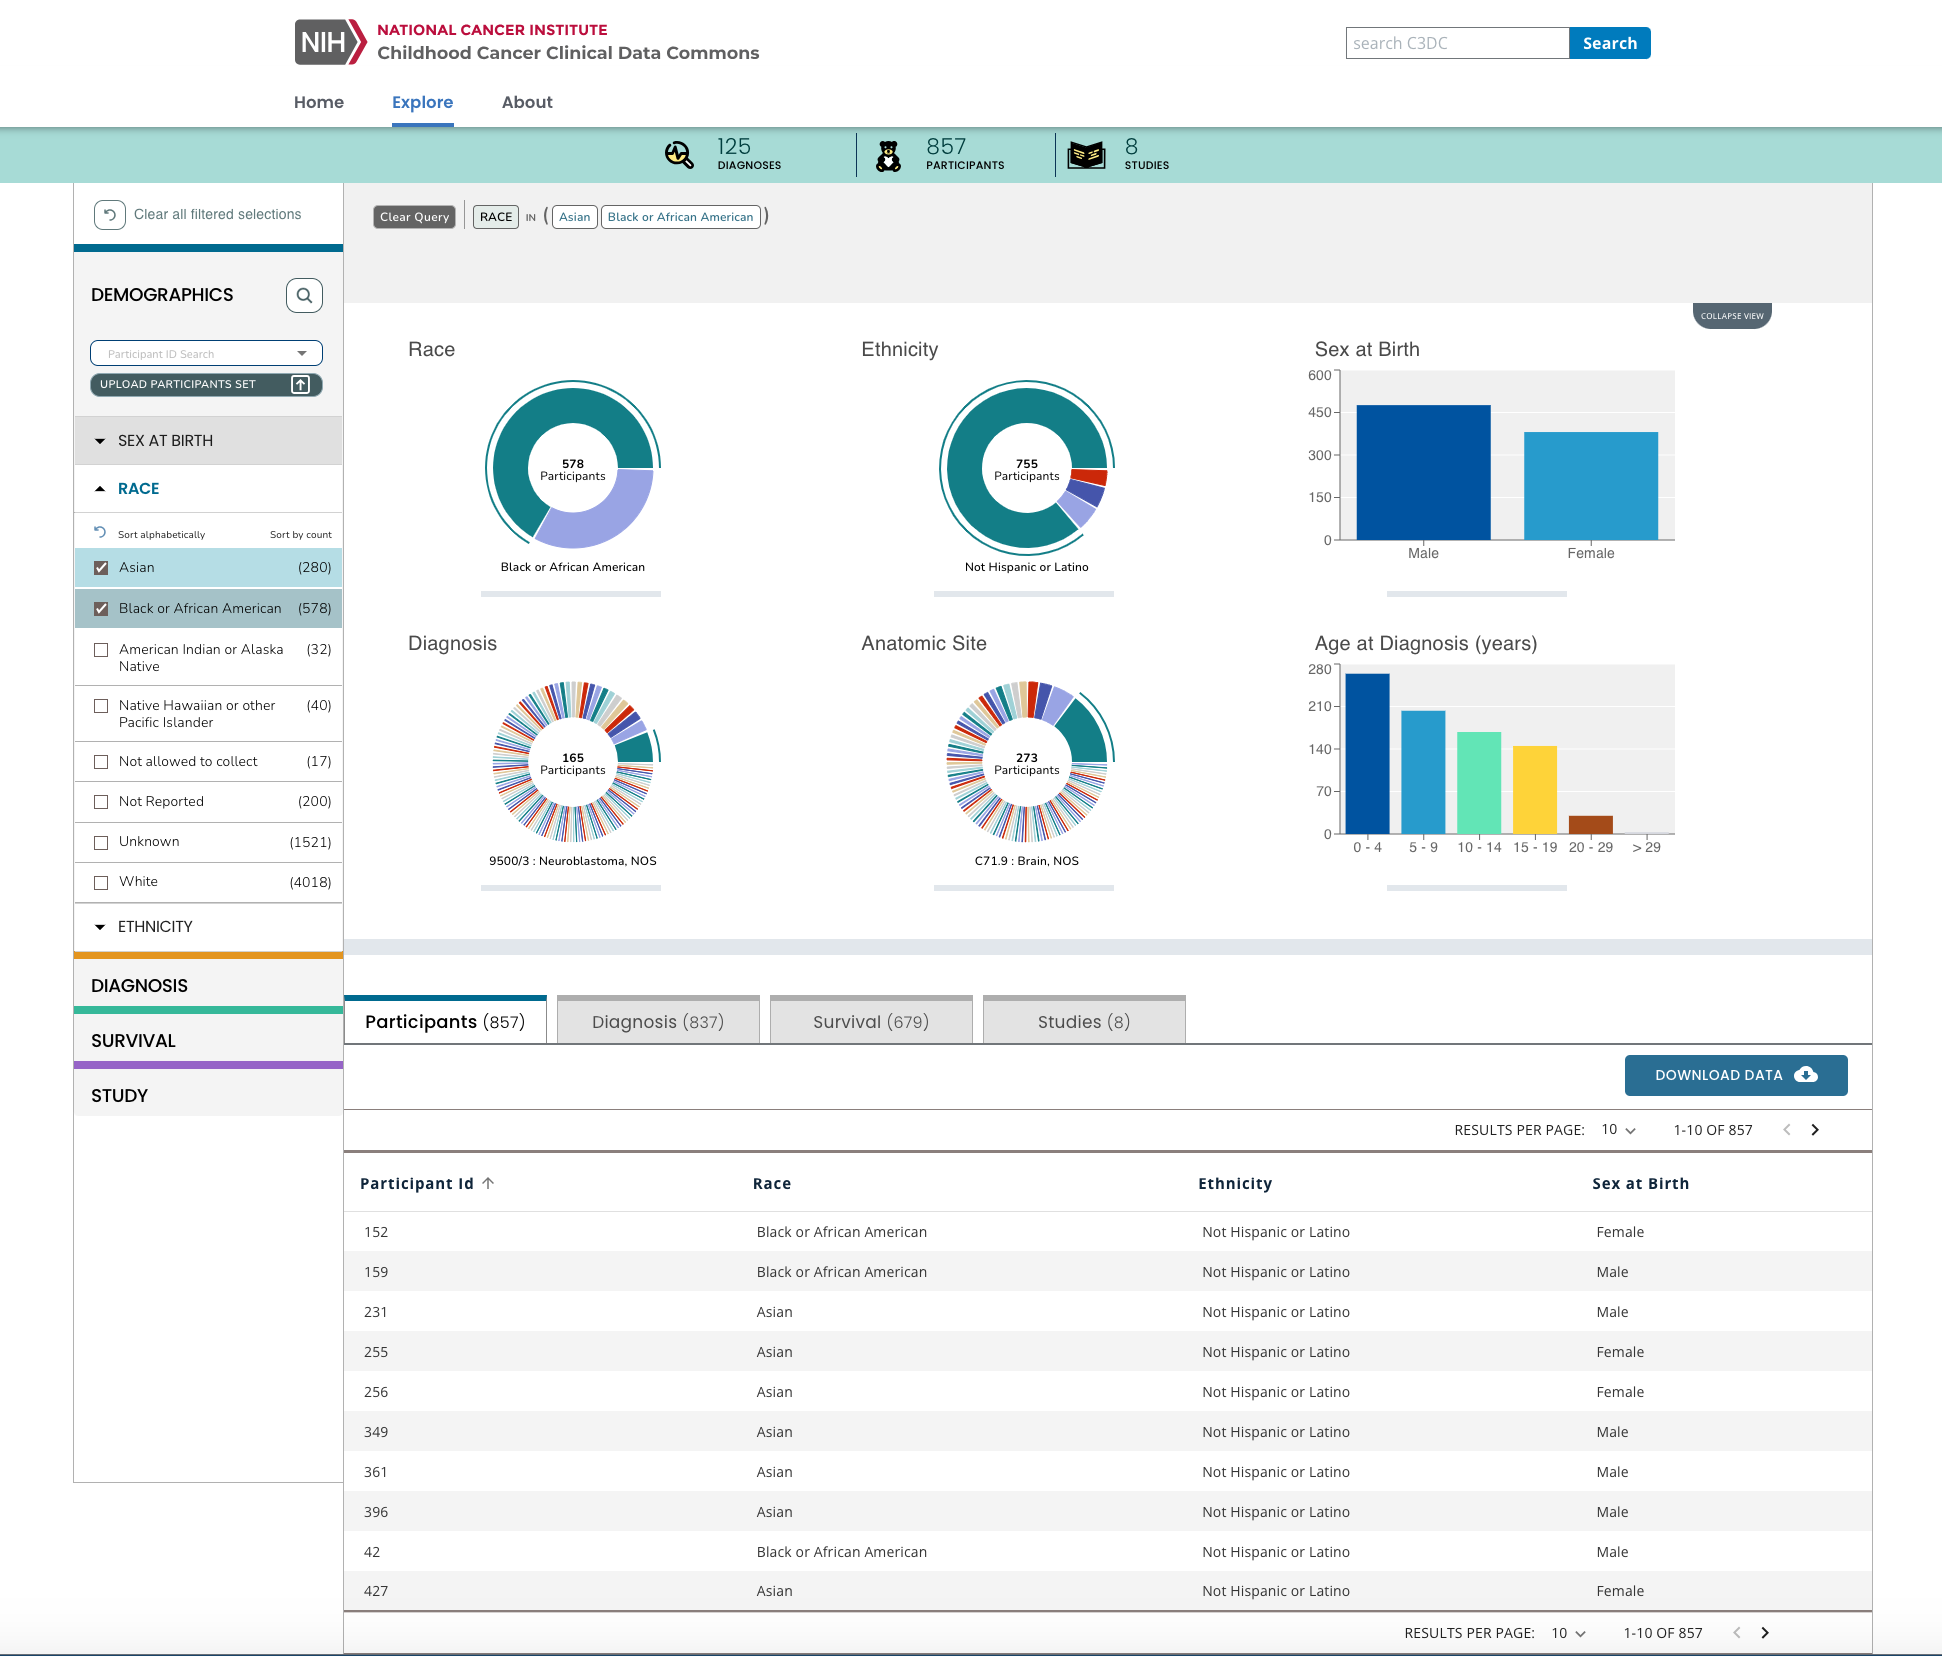 NIH NATIONAL CANCER INSTITUTE
Childhood Cancer Clinical Data Commons
search C3DC Search
Home Explore About
125 DIAGNOSES
857 PARTICIPANTS
8 STUDIES
Clear all filtered selections
Clear Query RACE IN ( Asian Black or African American )
DEMOGRAPHICS
Participant ID Search
UPLOAD PARTICIPANTS SET
SEX AT BIRTH
RACE
Sort alphabetically Sort by count
Asian (280)
Black or African American (578)
American Indian or Alaska
Native (32)
Native Hawaiian or other
Pacific Islander (40)
Not allowed to collect (17)
Not Reported (200)
Unknown (1521)
White (4018)
ETHNICITY
DIAGNOSIS
SURVIVAL
STUDY
COLLAPSE VIEW
Race
578
Participants
Black or African American
Ethnicity
755
Participants
Not Hispanic or Latino
Sex at Birth
600
450
300
150
0
Male Female
Diagnosis
165
Participants
9500/3 : Neuroblastoma, NOS
Anatomic Site
273
Participants
C71.9 : Brain, NOS
Age at Diagnosis (years)
280
210
140
70
0
0 - 4 5 - 9 10 - 14 15 - 19 20 - 29 > 29
Participants (857) Diagnosis (837) Survival (679) Studies (8)
DOWNLOAD DATA
RESULTS PER PAGE: 10 1-10 OF 857
Participant Id Race Ethnicity Sex at Birth
152 Black or African American Not Hispanic or Latino Female
159 Black or African American Not Hispanic or Latino Male
231 Asian Not Hispanic or Latino Male
255 Asian Not Hispanic or Latino Female
256 Asian Not Hispanic or Latino Female
349 Asian Not Hispanic or Latino Male
361 Asian Not Hispanic or Latino Male
396 Asian Not Hispanic or Latino Male
42 Black or African American Not Hispanic or Latino Male
427 Asian Not Hispanic or Latino Female
RESULTS PER PAGE: 10 1-10 OF 857